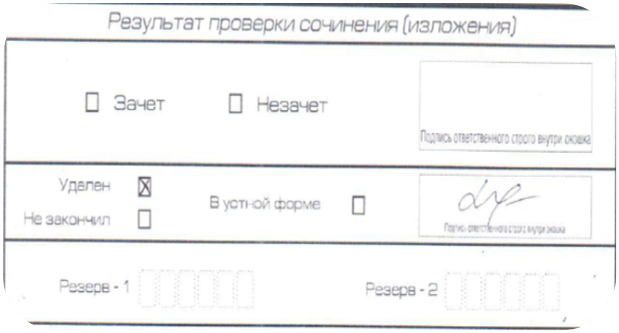 Результат проверки сочинения (изложения)
Зачет Незачет
Подпись ответственного строго внутри окошка
Удален В устной форме
Не закончил
Подпись ответственного строго внутри окошка
Резерв - 1 Резерв - 2